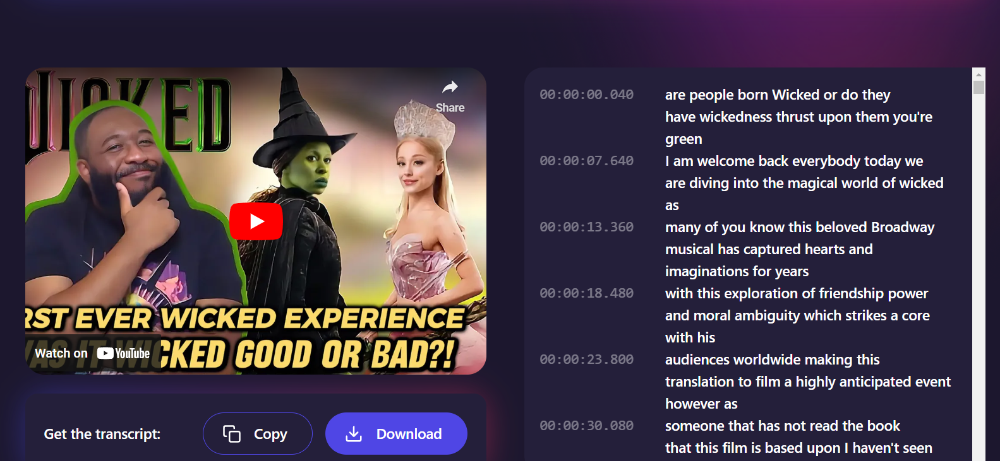 WICKED
Share
RST EVER WICKED EXPERIENCE
WAS IT WICKED GOOD OR BAD?!
Watch on YouTube
Get the transcript:
Copy
Download
00:00:00.040 are people born Wicked or do they
have wickedness thrust upon them you're
green
00:00:07.640 I am welcome back everybody today we
are diving into the magical world of wicked
as
00:00:13.360 many of you know this beloved Broadway
musical has captured hearts and
imaginations for years
00:00:18.480 with this exploration of friendship power
and moral ambiguity which strikes a core
with his
00:00:23.800 audiences worldwide making this
translation to film a highly anticipated event
however as
00:00:30.080 someone that has not read the book
that this film is based upon I haven't seen